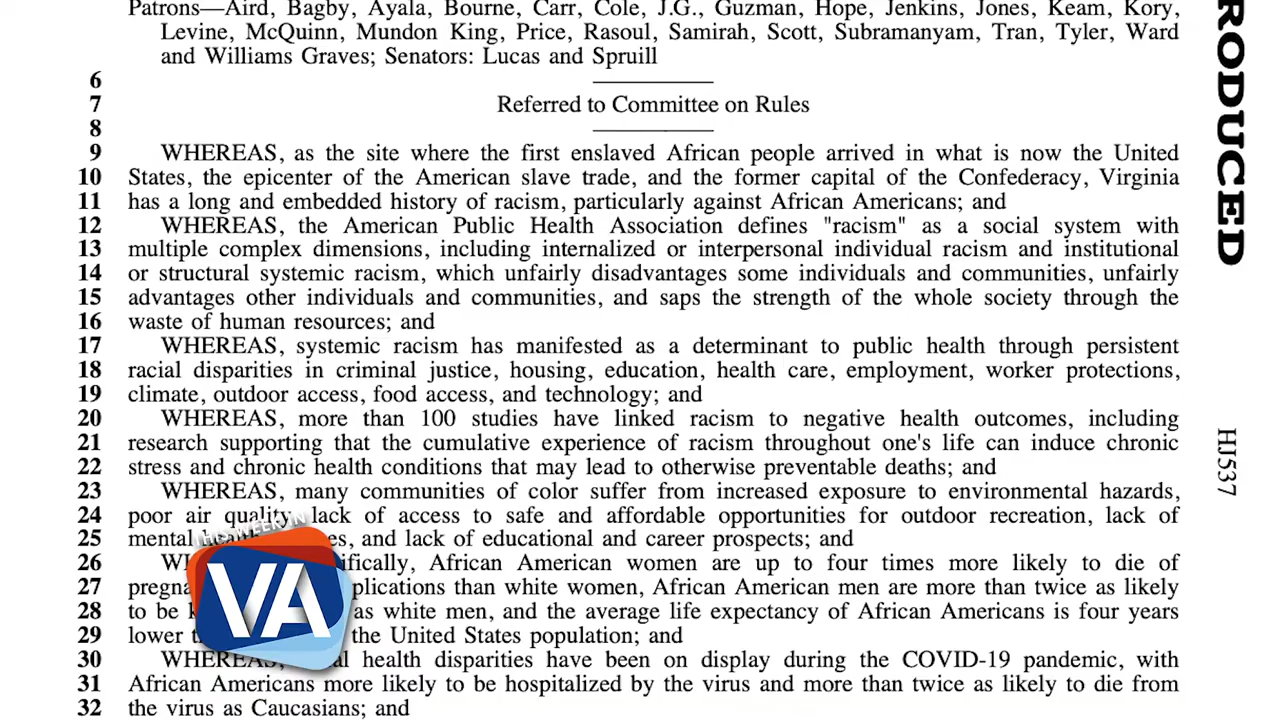 Patrons—Aird, Bagby, Ayala, Bourne, Carr, Cole, J.G., Guzman, Hope, Jenkins, Jones, Keam, Kory,
Levine, McQuinn, Mundon King, Price, Rasoul, Samirah, Scott, Subramanyam, Tran, Tyler, Ward
and Williams Graves; Senators: Lucas and Spruill
6
7 Referred to Committee on Rules
8
9 WHEREAS, as the site where the first enslaved African people arrived in what is now the United
10 States, the epicenter of the American slave trade, and the former capital of the Confederacy, Virginia
11 has a long and embedded history of racism, particularly against African Americans; and
12 WHEREAS, the American Public Health Association defines "racism" as a social system with
13 multiple complex dimensions, including internalized or interpersonal individual racism and institutional
14 or structural systemic racism, which unfairly disadvantages some individuals and communities, unfairly
15 advantages other individuals and communities, and saps the strength of the whole society through the
16 waste of human resources; and
17 WHEREAS, systemic racism has manifested as a determinant to public health through persistent
18 racial disparities in criminal justice, housing, education, health care, employment, worker protections,
19 climate, outdoor access, food access, and technology; and
20 WHEREAS, more than 100 studies have linked racism to negative health outcomes, including
21 research supporting that the cumulative experience of racism throughout one's life can induce chronic
22 stress and chronic health conditions that may lead to otherwise preventable deaths; and
23 WHEREAS, many communities of color suffer from increased exposure to environmental hazards,
24 poor air quality, lack of access to safe and affordable opportunities for outdoor recreation, lack of
25 mental and lack of educational and career prospects; and
26 African American women are up to four times more likely to die of
27 than white women, African American men are more than twice as likely
28 to be as white men, and the average life expectancy of African Americans is four years
29 lower the United States population; and
30 WHEREAS, health disparities have been on display during the COVID-19 pandemic, with
31 African Americans more likely to be hospitalized by the virus and more than twice as likely to die from
32 the virus as Caucasians; and
RODUCED
HJ537
THIS WEEK IN
VA